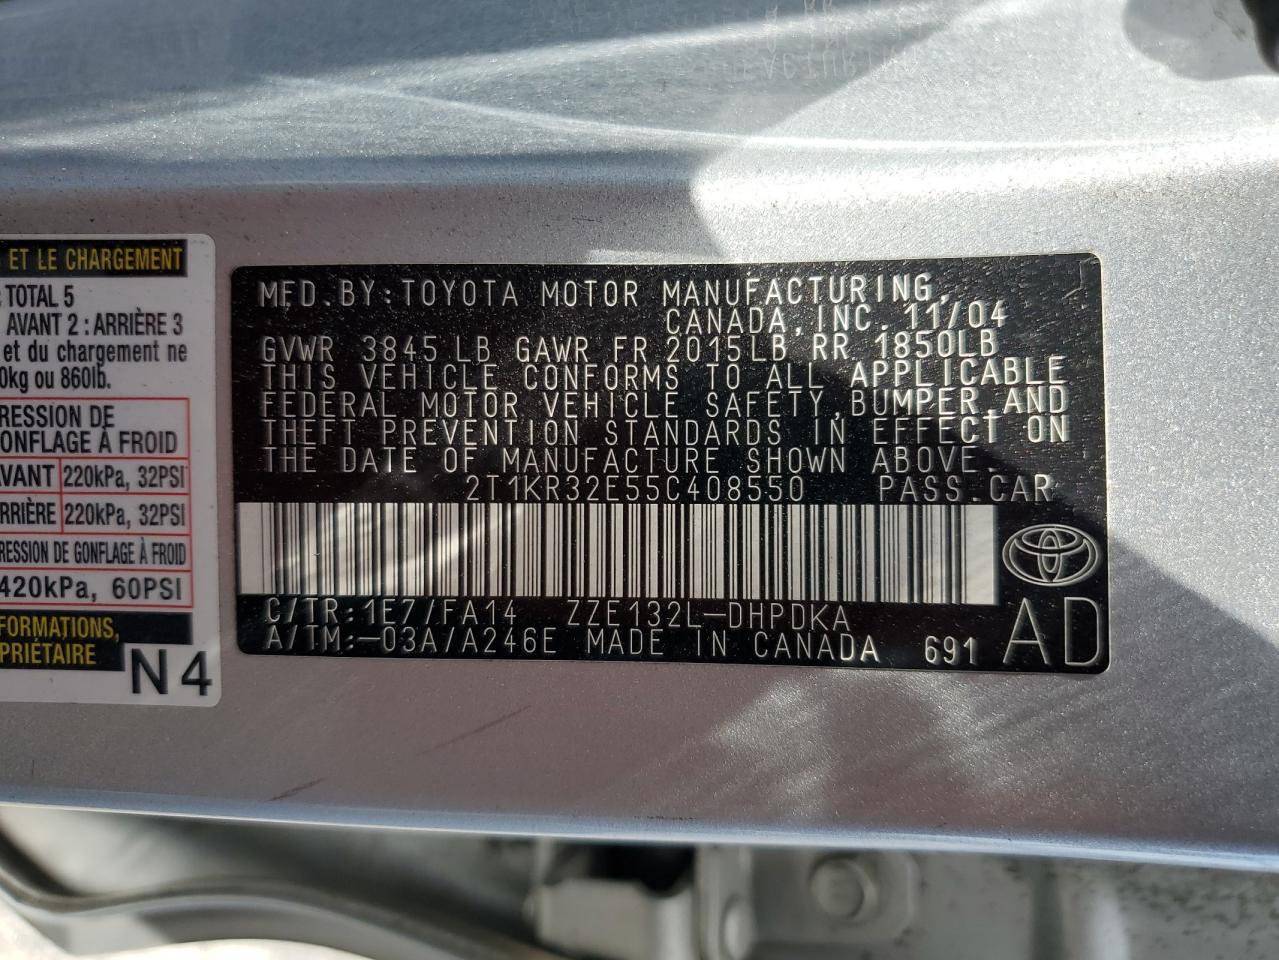 ET LE CHARGEMENT
TOTAL 5
AVANT 2 : ARRIÈRE 3
et du chargement ne
0kg ou 860lb.
RESSION DE
ONFLAGE À FROID
AVANT 220kPa, 32PSI
RRIÈRE 220kPa, 32PSI
RESSION DE GONFLAGE À FROID
420kPa, 60PSI
FORMATIONS,
PRIÉTAIRE
N4
MFD.BY:TOYOTA MOTOR MANUFACTURING,
CANADA,INC. 11/04
GVWR 3845LB GAWR FR 2015LB RR 1850LB
THIS VEHICLE CONFORMS TO ALL APPLICABLE
FEDERAL MOTOR VEHICLE SAFETY,BUMPER AND
THEFT PREVENTION STANDARDS IN EFFECT ON
THE DATE OF MANUFACTURE SHOWN ABOVE.
2T1KR32E55C408550 PASS.CAR
C/TR:1E7/FA14 ZZE132L-DHPDKA
A/TM:-03A/A246E MADE IN CANADA 691
AD